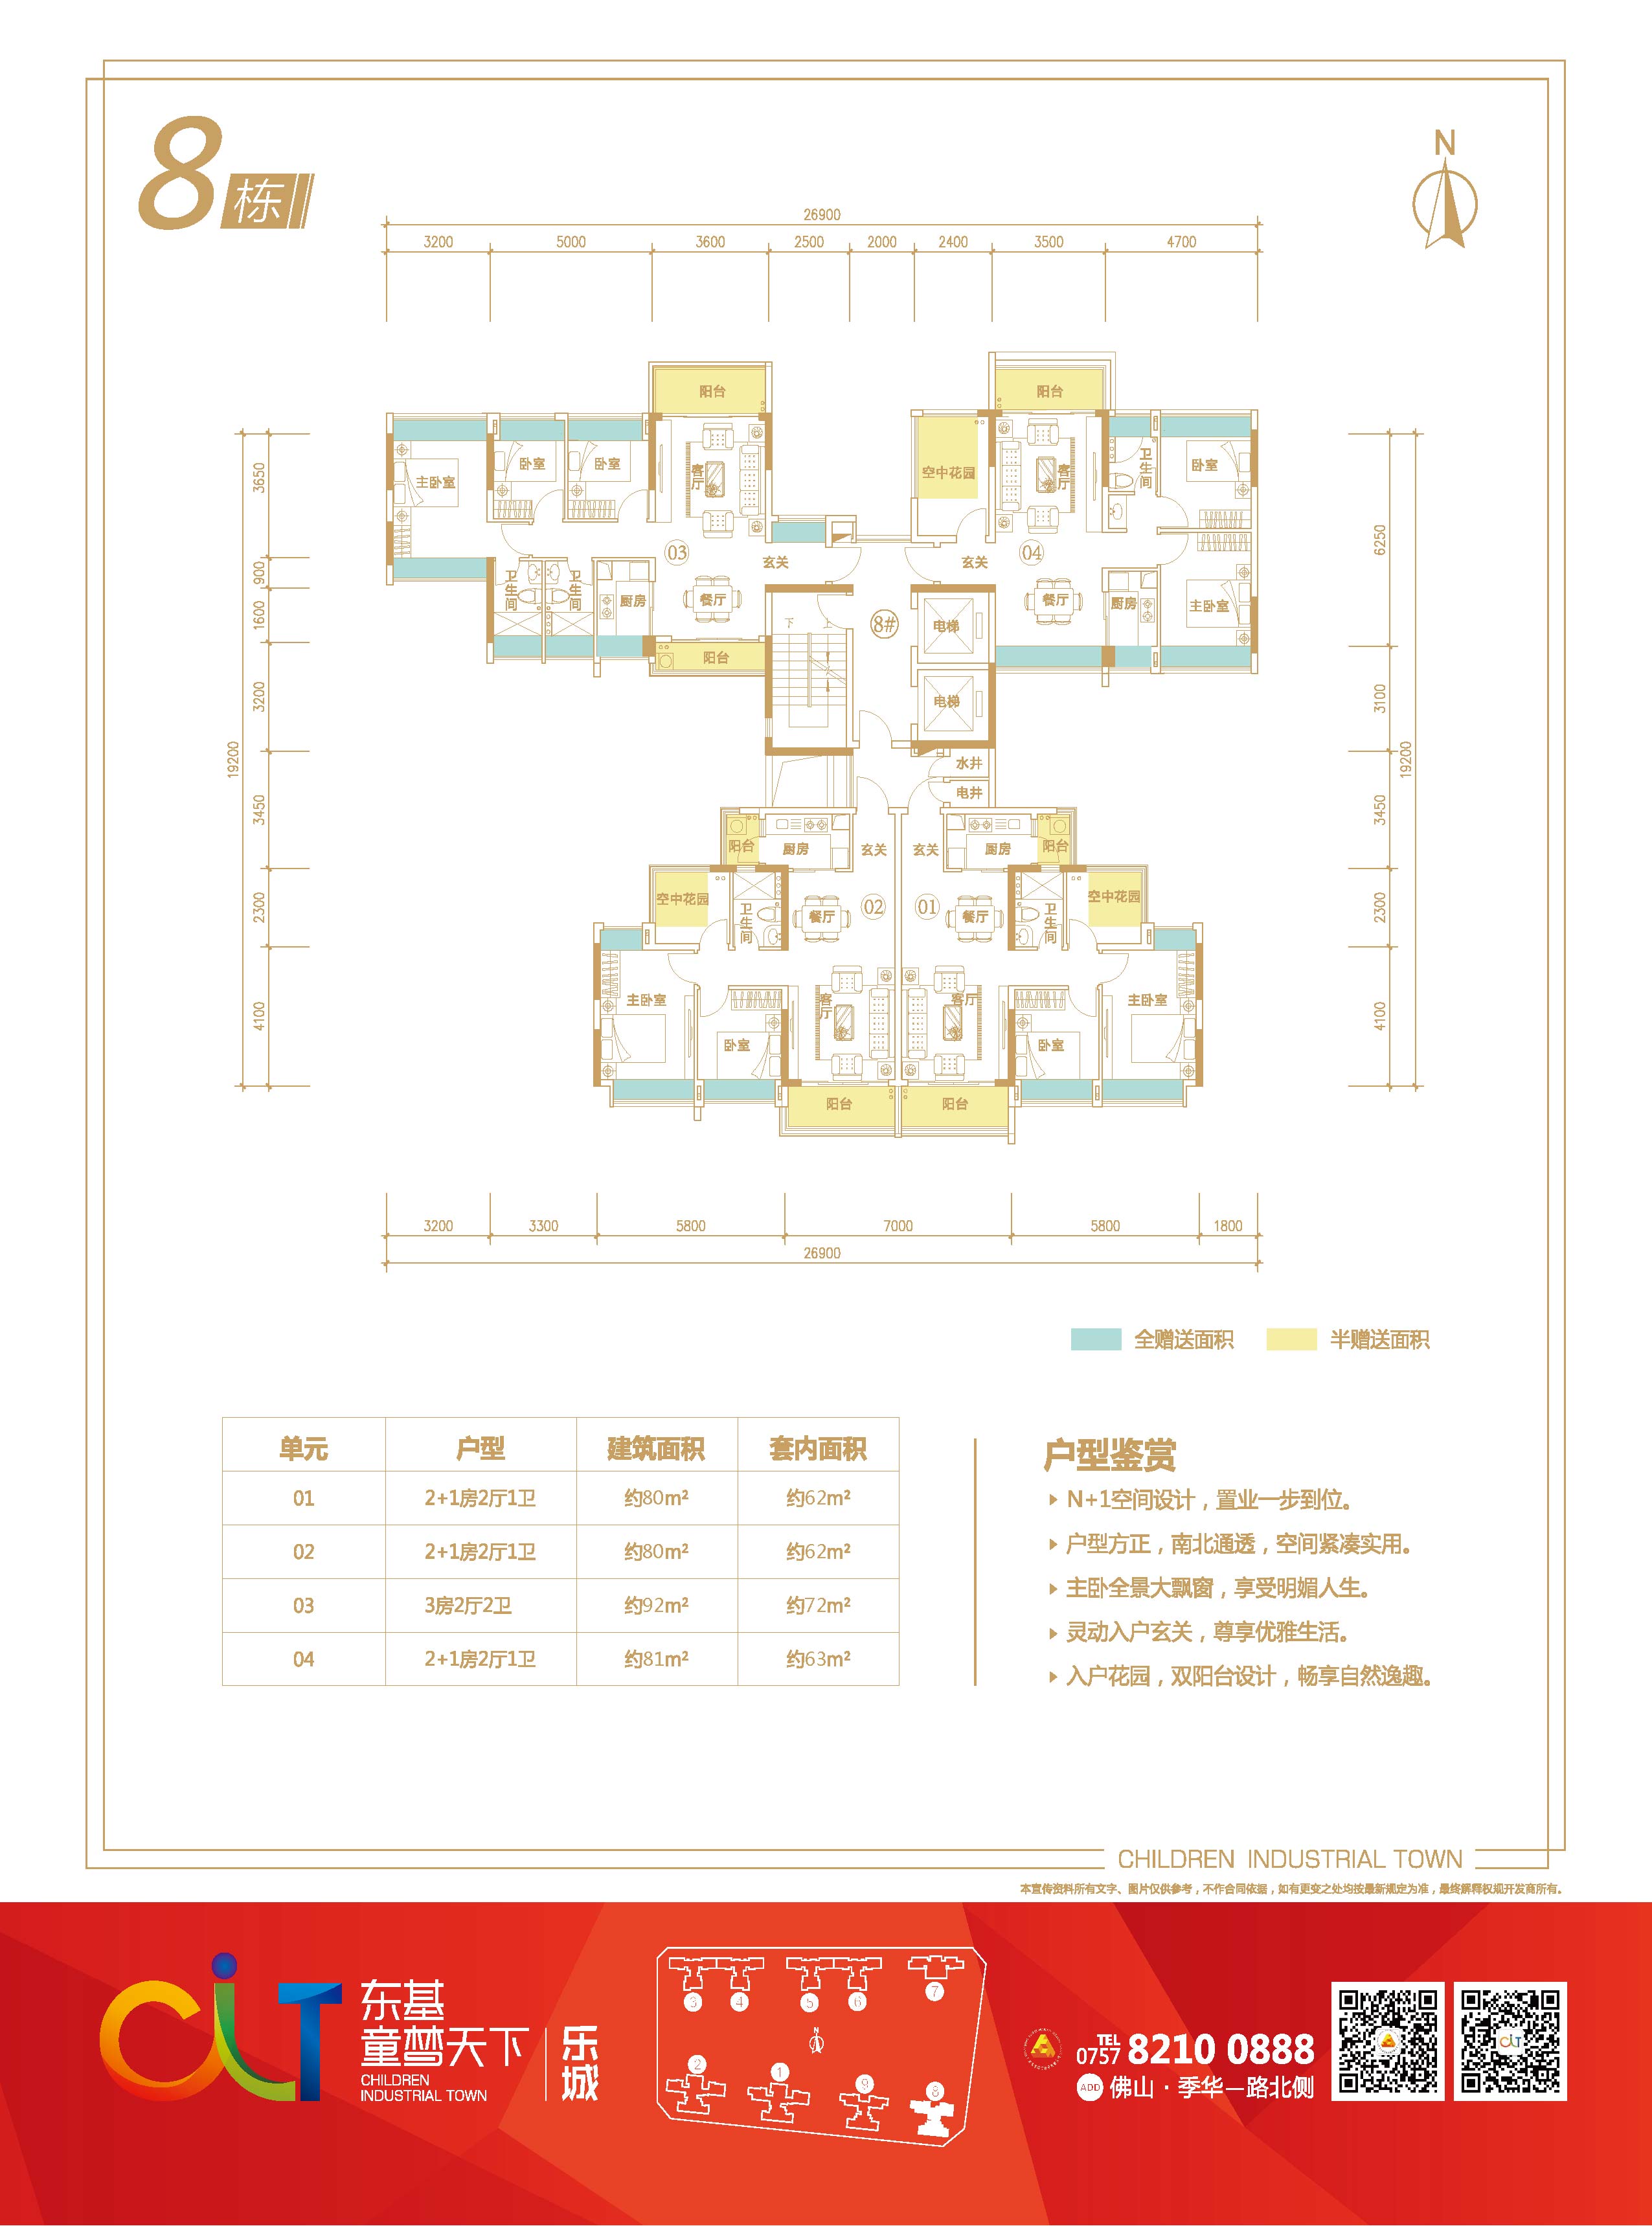 8栋
N
26900
3200 5000 3600 2500 2000 2400 3500 4700
阳台 阳台
主卧室 卧室 卧室 客厅 空中花园 客厅 卫生间 卧室
03 玄关 玄关 04
卫生间 卫生间 厨房 餐厅 餐厅 厨房 主卧室
阳台 下 上 8# 电梯
电梯
水井
电井
阳台 厨房 玄关 玄关 厨房 阳台
空中花园 卫生间 餐厅 02 01 餐厅 卫生间 空中花园
主卧室 卧室 客厅 客厅 卧室 主卧室
阳台 阳台
19200
3650
900
1600
3200
3450
2300
4100
6250
3100
3450
2300
4100
19200
3200 3300 5800 7000 5800 1800
26900
全赠送面积 半赠送面积
单元 户型 建筑面积 套内面积
01 2+1房2厅1卫 约80m² 约62m²
02 2+1房2厅1卫 约80m² 约62m²
03 3房2厅2卫 约92m² 约72m²
04 2+1房2厅1卫 约81m² 约63m²
户型鉴赏
N+1空间设计，置业一步到位。
户型方正，南北通透，空间紧凑实用。
主卧全景大飘窗，享受明媚人生。
灵动入户玄关，尊享优雅生活。
入户花园，双阳台设计，畅享自然逸趣。
CHILDREN INDUSTRIAL TOWN
本宣传资料所有文字、图片仅供参考，不作合同依据，如有更变之处均按最新规定为准，最终解释权规开发商所有。
CIT
东基
童梦天下
CHILDREN
INDUSTRIAL TOWN
乐城
3 4 5 6 7
N
2 1 9 8
TEL
0757 8210 0888
ADD 佛山·季华一路北侧
CIT